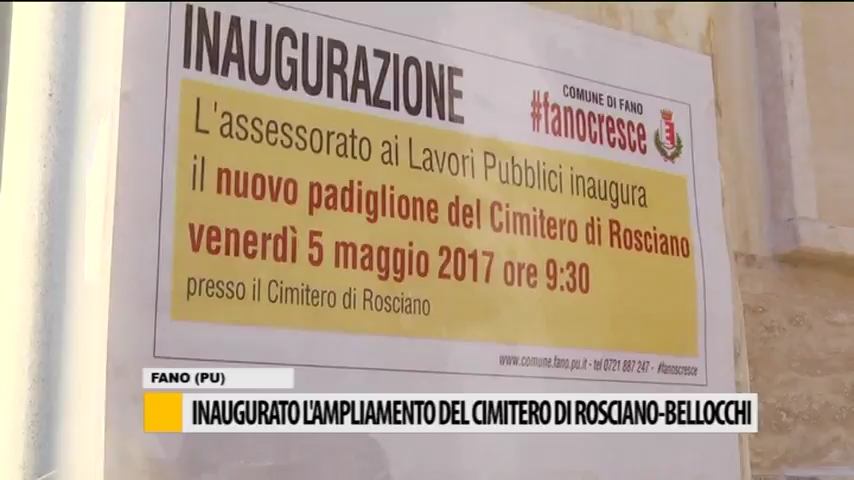 INAUGURAZIONE
COMUNE DI FANO
#fanocresce
L'assessorato ai Lavori Pubblici inaugura
il nuovo padiglione del Cimitero di Rosciano
venerdì 5 maggio 2017 ore 9:30
presso il Cimitero di Rosciano
www.comune.fano.pu.it - tel 0721 887 247 - #fanoscresce
FANO (PU)
INAUGURATO L'AMPLIAMENTO DEL CIMITERO DI ROSCIANO-BELLOCCHI